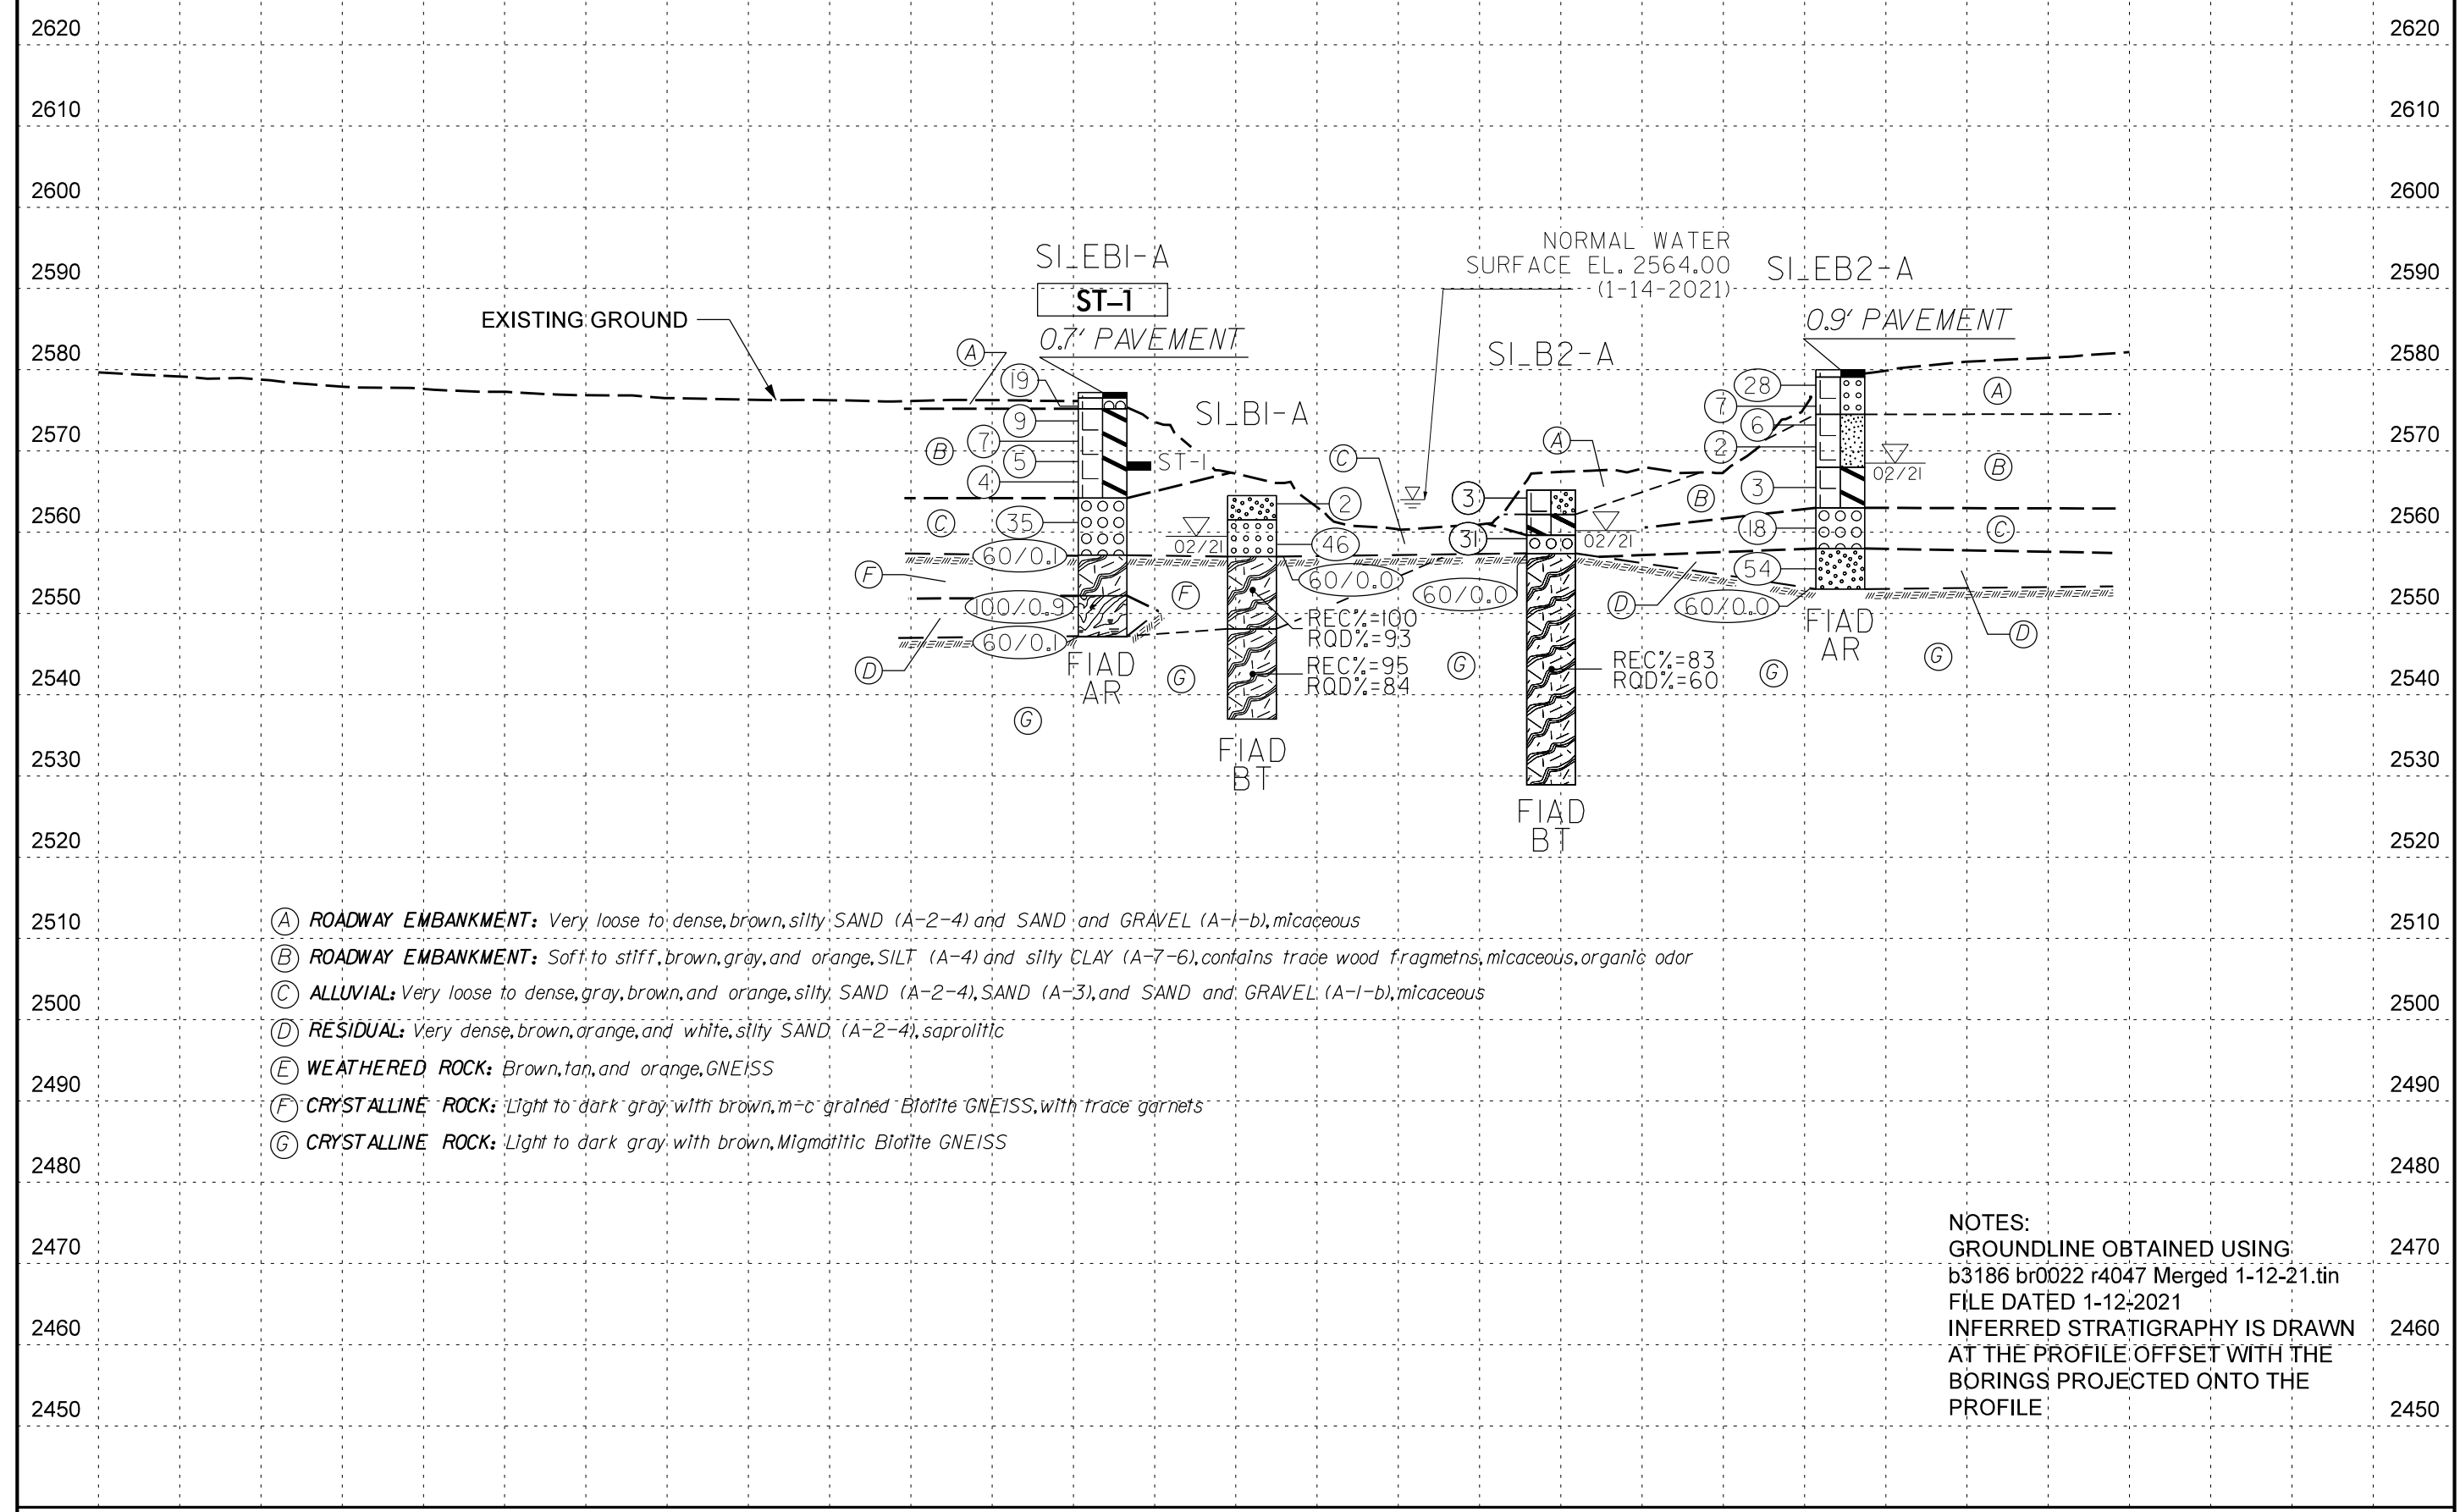 2620 2620
2610 2610
2600 2600
2590 2590
2580 2580
2570 2570
2560 2560
2550 2550
2540 2540
2530 2530
2520 2520
2510 2510
2500 2500
2490 2490
2480 2480
2470 2470
2460 2460
2450 2450
EXISTING GROUND
S1_EB1-A
ST-1
0.7' PAVEMENT
A
19
9
7
5
4
B
ST-1
C
35
60/0.1
F
100/0.9
60/0.1
D
FIAD
AR
G
S1_B1-A
2
46
02/21
60/0.0
F
REC%=100
RQD%=93
REC%=95
RQD%=84
G
FIAD
BT
C
NORMAL WATER
SURFACE EL. 2564.00
(1-14-2021)
S1_B2-A
3
31
02/21
60/0.0
A
B
D
G
REC%=83
RQD%=60
G
FIAD
BT
S1_EB2-A
0.9' PAVEMENT
28
7
6
2
3
18
54
60/0.0
02/21
A
B
C
D
FIAD
AR
G
A ROADWAY EMBANKMENT: Very loose to dense, brown, silty SAND (A-2-4) and SAND and GRAVEL (A-1-b), micaceous
B ROADWAY EMBANKMENT: Soft to stiff, brown, gray, and orange, SILT (A-4) and silty CLAY (A-7-6), contains trace wood fragmetns, micaceous, organic odor
C ALLUVIAL: Very loose to dense, gray, brown, and orange, silty SAND (A-2-4), SAND (A-3), and SAND and GRAVEL (A-1-b), micaceous
D RESIDUAL: Very dense, brown, orange, and white, silty SAND (A-2-4), saprolitic
E WEATHERED ROCK: Brown, tan, and orange, GNEISS
F CRYSTALLINE ROCK: Light to dark gray with brown, m-c grained Biotite GNEISS, with trace garnets
G CRYSTALLINE ROCK: Light to dark gray with brown, Migmatitic Biotite GNEISS
NOTES:
GROUNDLINE OBTAINED USING
b3186 br0022 r4047 Merged 1-12-21.tin
FILE DATED 1-12-2021
INFERRED STRATIGRAPHY IS DRAWN
AT THE PROFILE OFFSET WITH THE
BORINGS PROJECTED ONTO THE
PROFILE